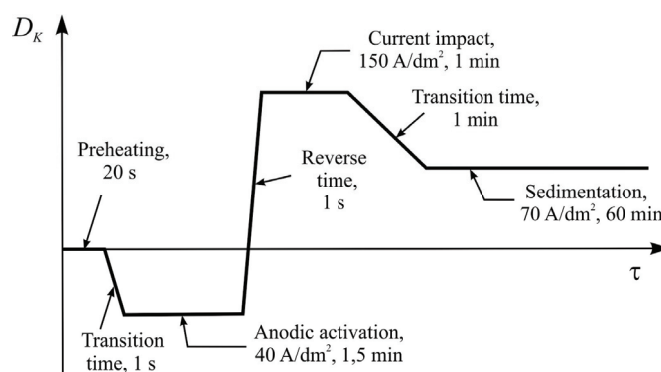 D_K
Current impact,
150 A/dm², 1 min
Transition time,
1 min
Preheating,
20 s
Reverse
time,
1 s
Sedimentation,
70 A/dm², 60 min
τ
Transition
time, 1 s
Anodic activation,
40 A/dm², 1,5 min